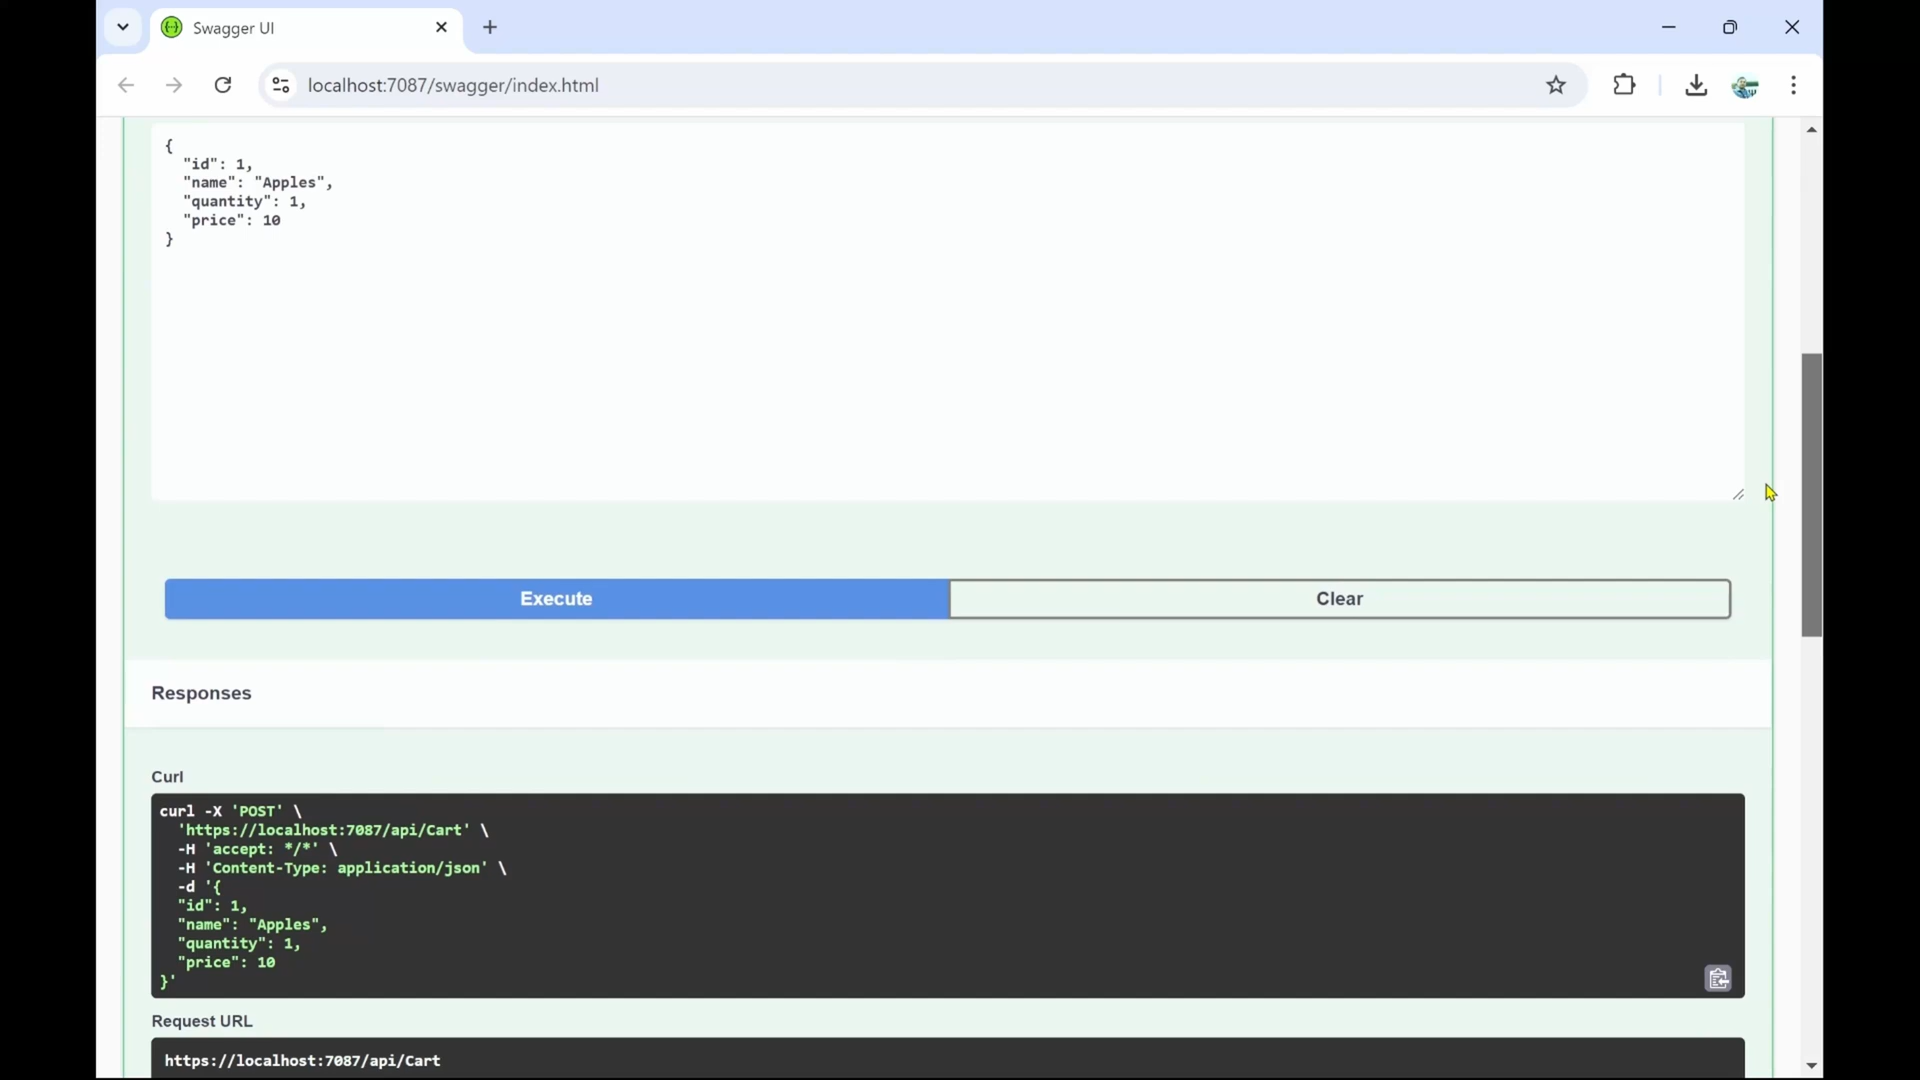 Swagger UI
localhost:7087/swagger/index.html
{
"id": 1,
"name": "Apples",
"quantity": 1,
"price": 10
}
Execute
Clear
Responses
Curl
curl -X 'POST' \
'https://localhost:7087/api/Cart' \
-H 'accept: */*' \
-H 'Content-Type: application/json' \
-d '{
"id": 1,
"name": "Apples",
"quantity": 1,
"price": 10
}'
Request URL
https://localhost:7087/api/Cart